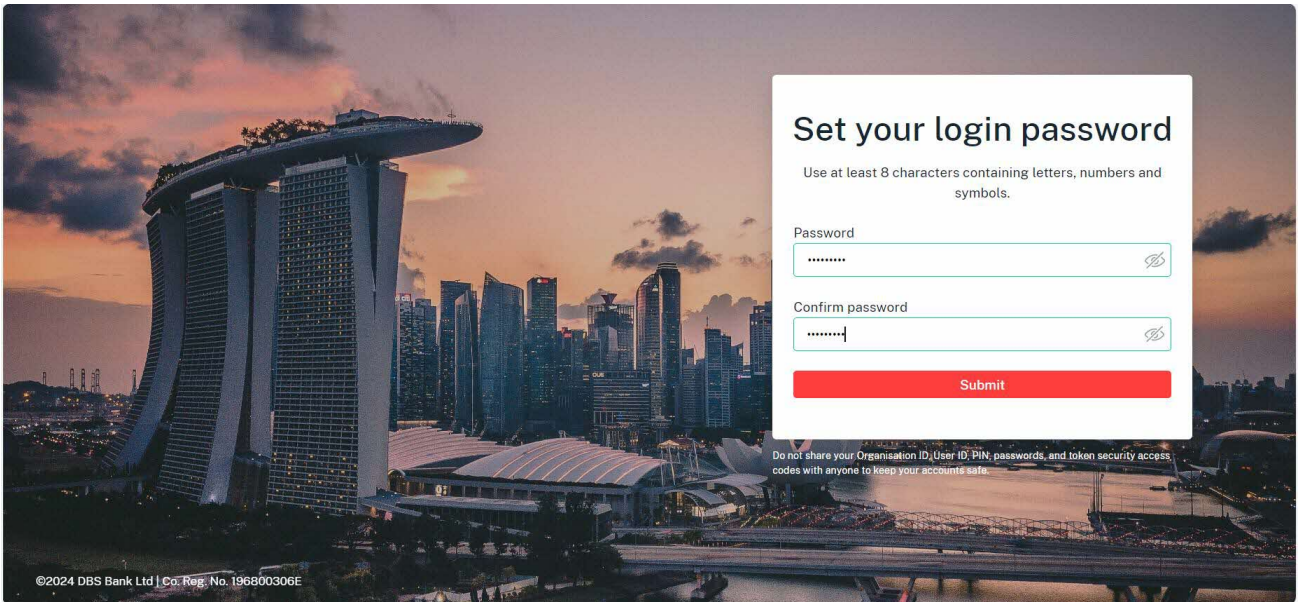 Set your login password
Use at least 8 characters containing letters, numbers and
symbols.
Password
•••••••••
Confirm password
•••••••••
Submit
Do not share your Organisation ID, User ID, PIN, passwords, and token security access
codes with anyone to keep your accounts safe.
OUE
©2024 DBS Bank Ltd | Co. Reg. No. 196800306E